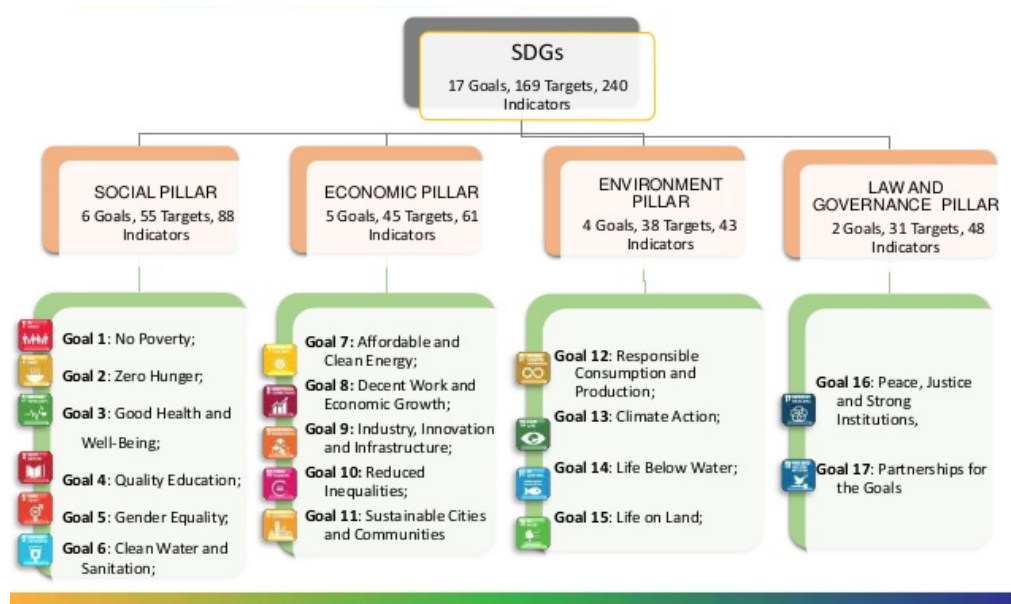 SDGs
17 Goals, 169 Targets, 240
Indicators
SOCIAL PILLAR
6 Goals, 55 Targets, 88
Indicators
ECONOMIC PILLAR
5 Goals, 45 Targets, 61
Indicators
ENVIRONMENT
PILLAR
4 Goals, 38 Targets, 43
Indicators
LAW AND
GOVERNANCE PILLAR
2 Goals, 31 Targets, 48
Indicators
Goal 1: No Poverty;
Goal 2: Zero Hunger;
Goal 3: Good Health and
Well-Being;
Goal 4: Quality Education;
Goal 5: Gender Equality;
Goal 6: Clean Water and
Sanitation;
Goal 7: Affordable and
Clean Energy;
Goal 8: Decent Work and
Economic Growth;
Goal 9: Industry, Innovation
and Infrastructure;
Goal 10: Reduced
Inequalities;
Goal 11: Sustainable Cities
and Communities
Goal 12: Responsible
Consumption and
Production;
Goal 13: Climate Action;
Goal 14: Life Below Water;
Goal 15: Life on Land;
Goal 16: Peace, Justice
and Strong
Institutions,
Goal 17: Partnerships for
the Goals